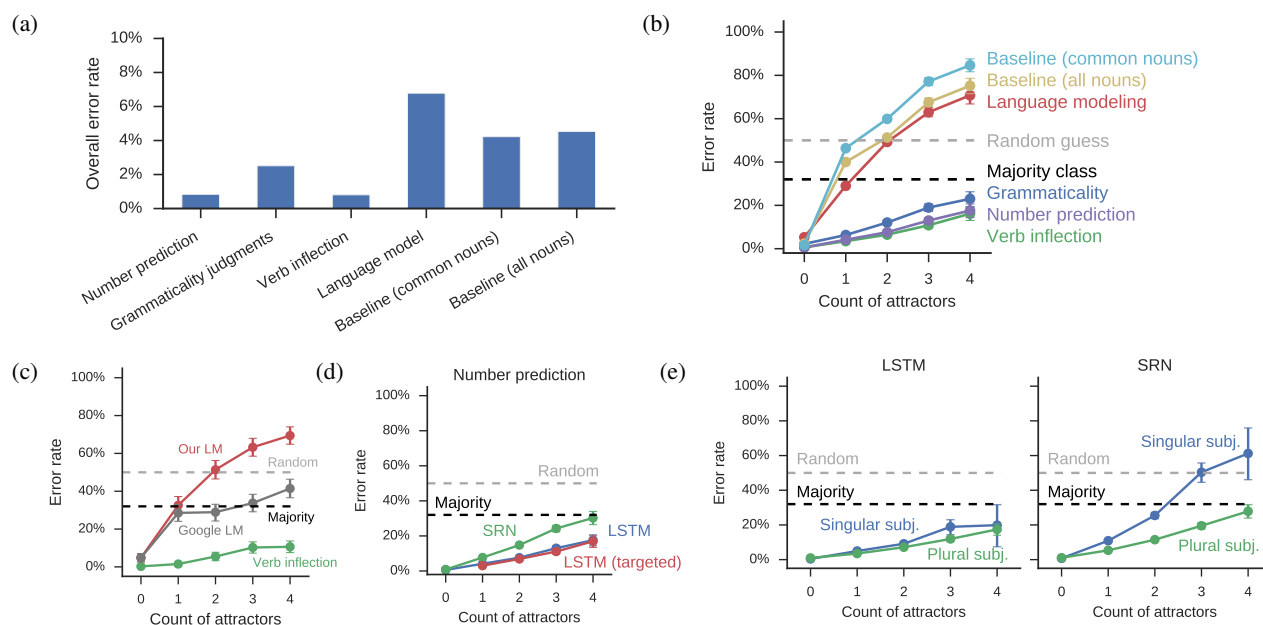 (a)
10%
8%
6%
4%
2%
0%
Overall error rate
Number prediction
Grammaticality judgments
Verb inflection
Language model
Baseline (common nouns)
Baseline (all nouns)
(b)
100%
80%
60%
40%
20%
0%
Error rate
Baseline (common nouns)
Baseline (all nouns)
Language modeling
Random guess
Majority class
Grammaticality
Number prediction
Verb inflection
0 1 2 3 4
Count of attractors
(c)
100%
80%
60%
40%
20%
0%
Error rate
Our LM
Random
Majority
Google LM
Verb inflection
0 1 2 3 4
Count of attractors
(d)
Number prediction
100%
80%
60%
40%
20%
0%
Error rate
Random
Majority
SRN
LSTM
LSTM (targeted)
0 1 2 3 4
Count of attractors
(e)
LSTM
100%
80%
60%
40%
20%
0%
Error rate
Random
Majority
Singular subj.
Plural subj.
0 1 2 3 4
Count of attractors
SRN
100%
80%
60%
40%
20%
0%
Singular subj.
Random
Majority
Plural subj.
0 1 2 3 4
Count of attractors